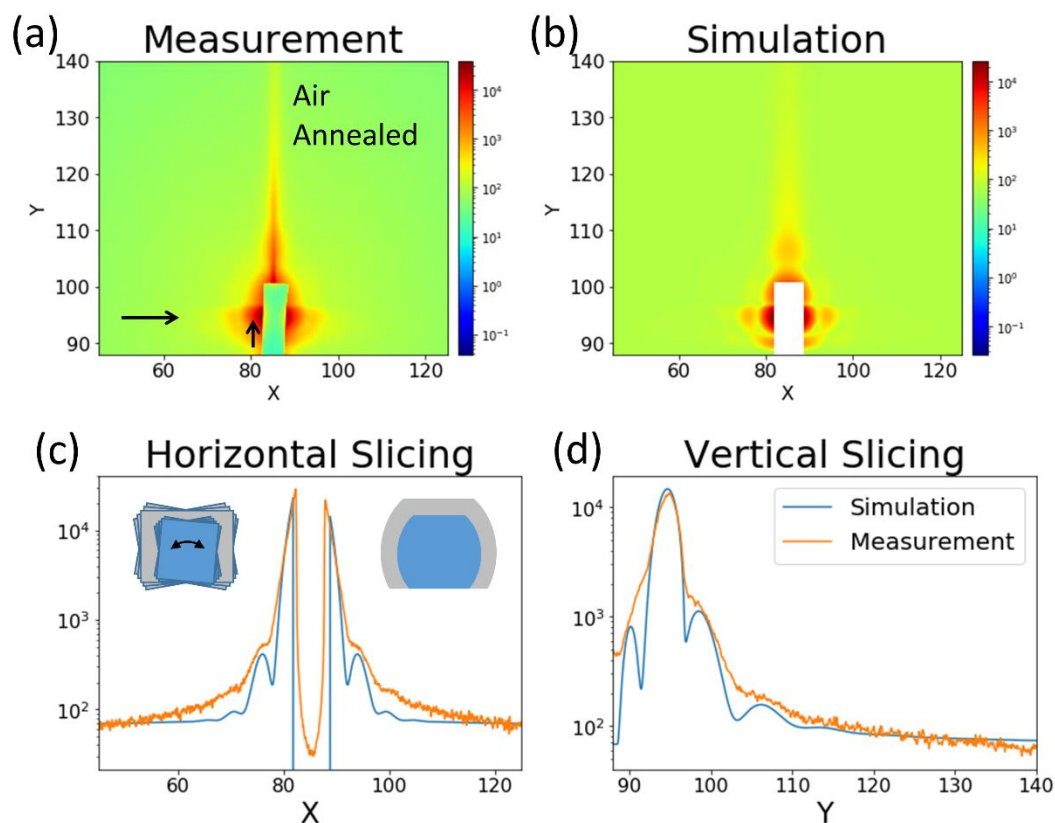 (a)
Measurement
140
130
120
110
100
90
Y
60
80
100
120
X
Air
Annealed
10⁴
10³
10²
10¹
10⁰
10⁻¹
(b)
Simulation
140
130
120
110
100
90
Y
60
80
100
120
X
10⁴
10³
10²
10¹
10⁰
10⁻¹
(c)
Horizontal Slicing
10⁴
10³
10²
60
80
100
120
X
(d)
Vertical Slicing
Simulation
Measurement
10⁴
10³
10²
90
100
110
120
130
140
Y